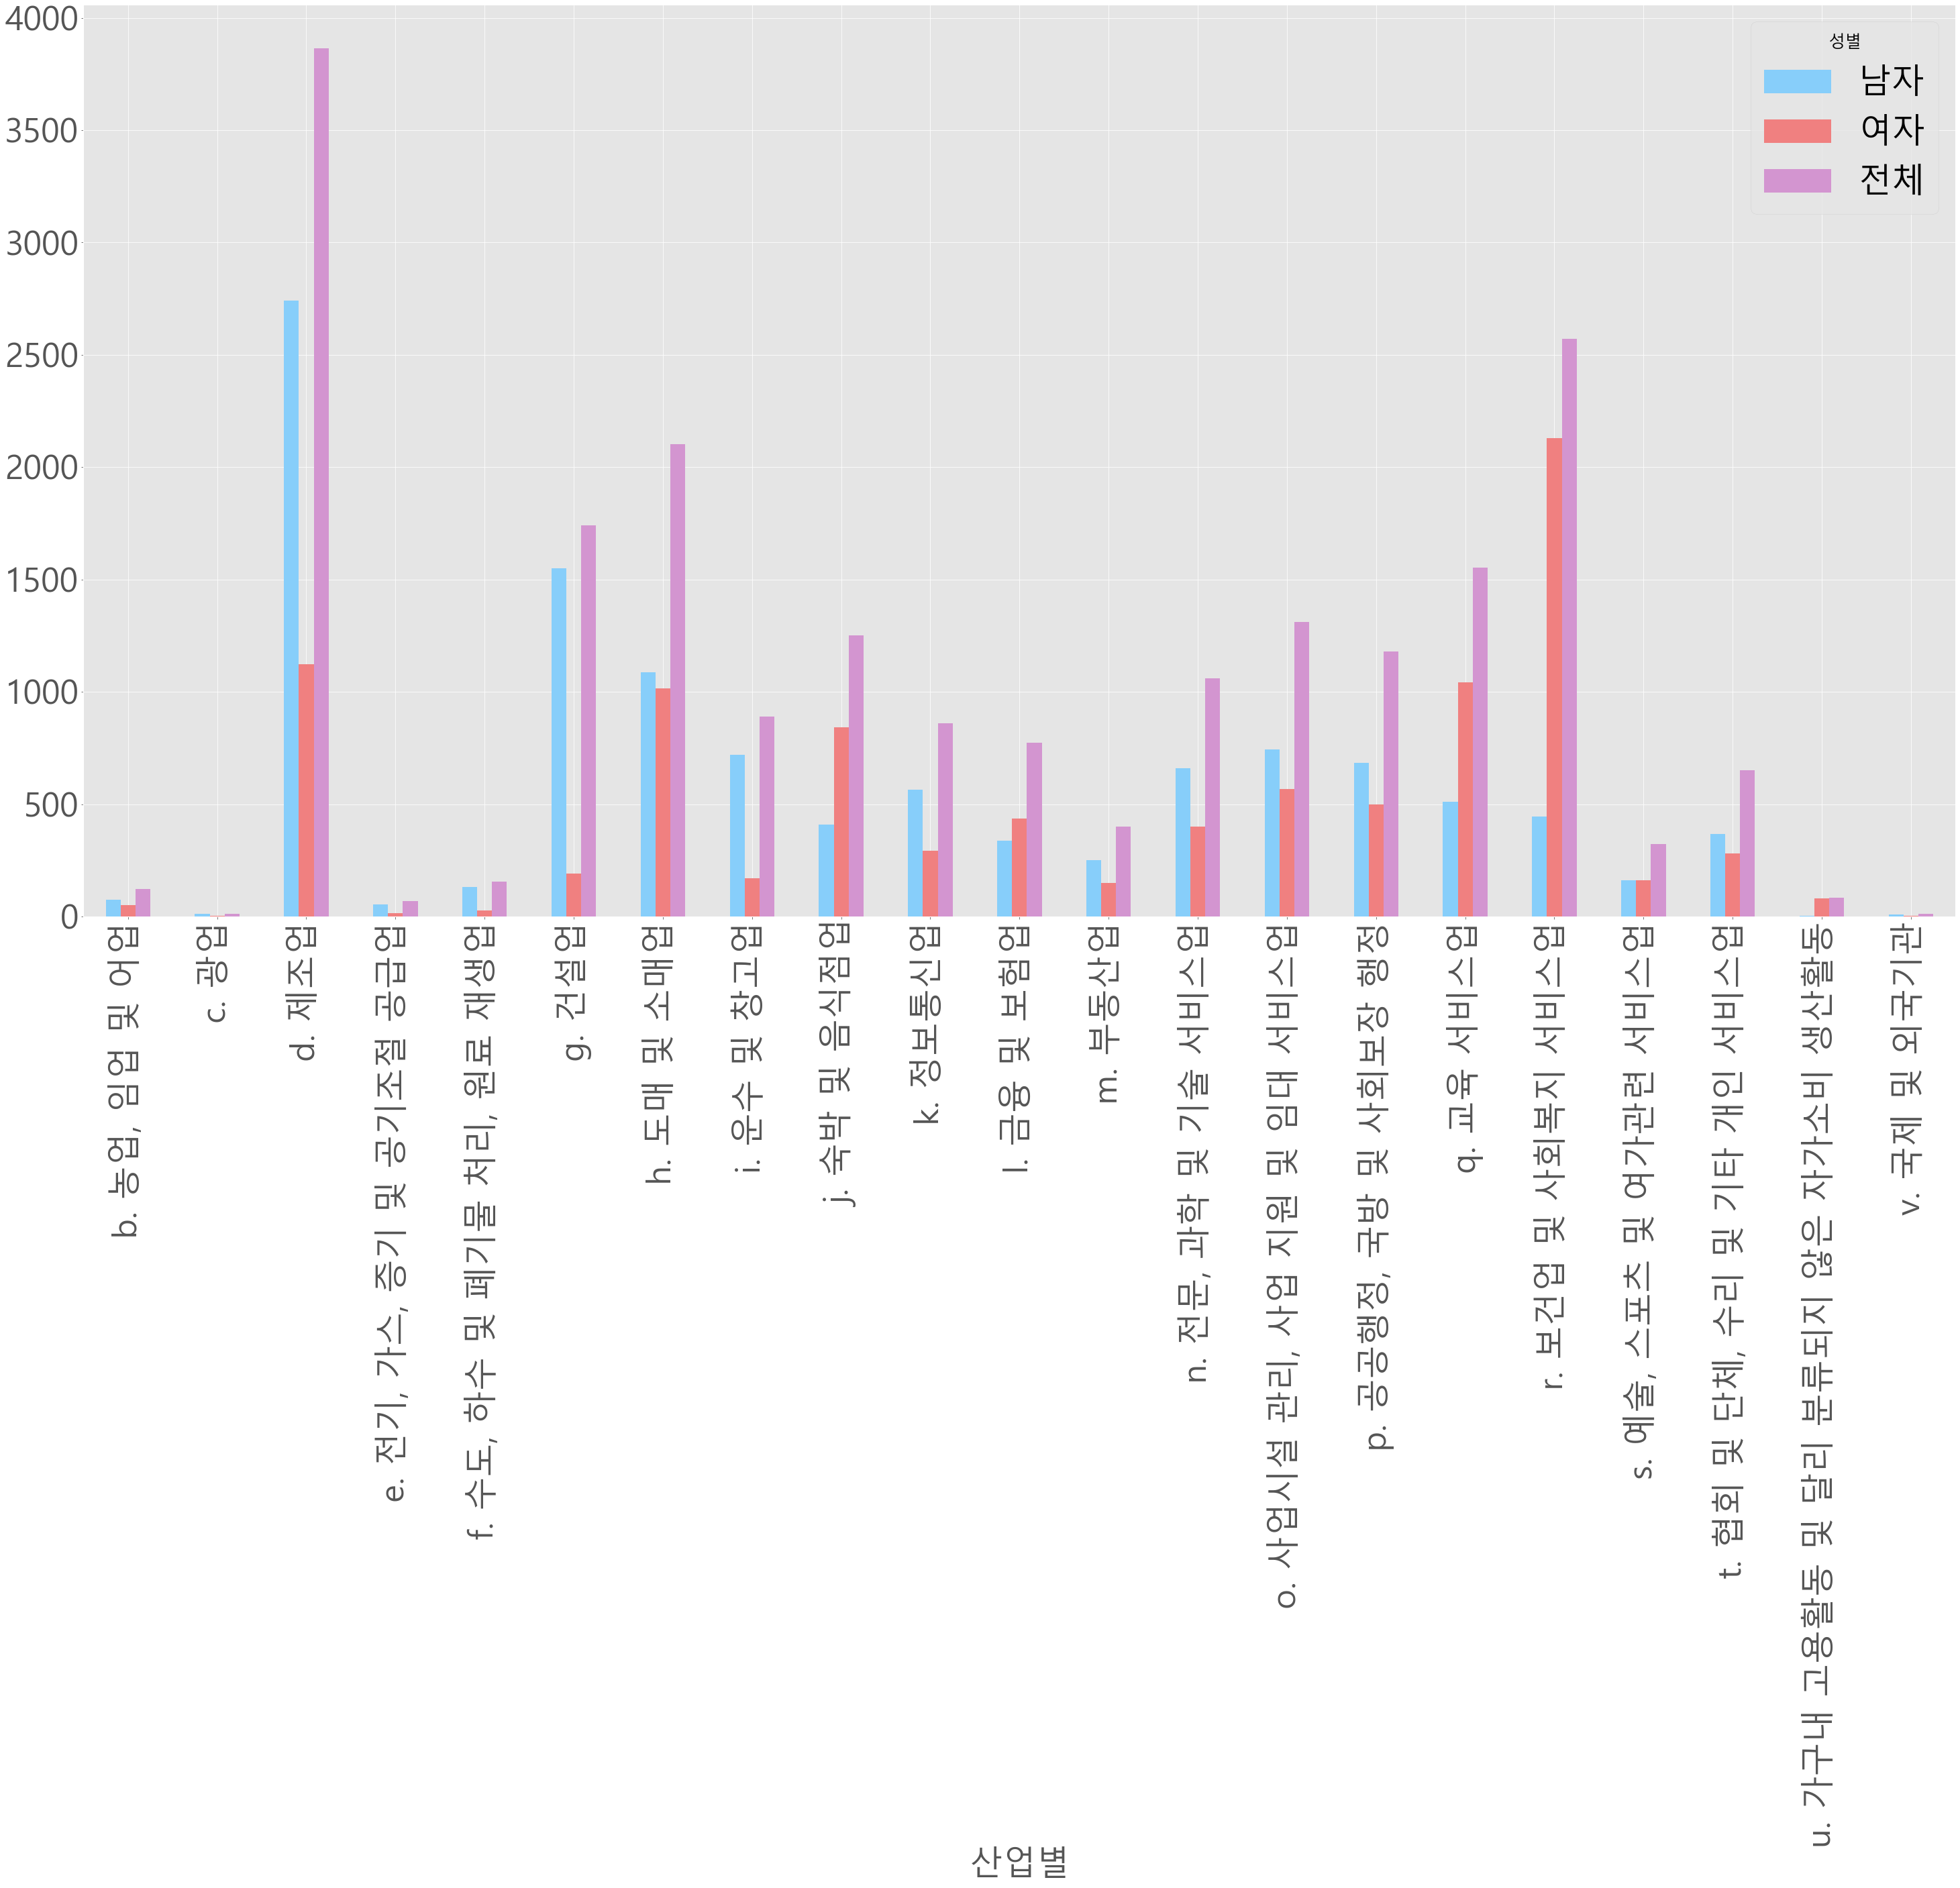 4000
3500
3000
2500
2000
1500
1000
500
0
성별
남자
여자
전체
b. 농업, 임업 및 어업
c. 광업
d. 제조업
e. 전기, 가스, 증기 및 공기조절 공급업
f. 수도, 하수 및 폐기물 처리, 원료 재생업
g. 건설업
h. 도매 및 소매업
i. 운수 및 창고업
j. 숙박 및 음식점업
k. 정보통신업
l. 금융 및 보험업
m. 부동산업
n. 전문, 과학 및 기술 서비스업
o. 사업시설 관리, 사업 지원 및 임대 서비스업
p. 공공행정, 국방 및 사회보장 행정
q. 교육 서비스업
r. 보건업 및 사회복지 서비스업
s. 예술, 스포츠 및 여가관련 서비스업
t. 협회 및 단체, 수리 및 기타 개인 서비스업
u. 가구내 고용활동 및 달리 분류되지 않은 자가소비 생산활동
v. 국제 및 외국기관
산업별